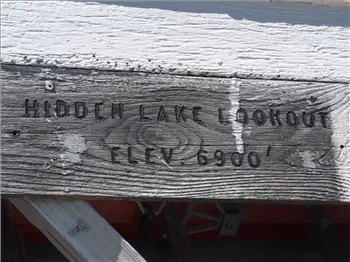 HIDDEN LAKE LOOKOUT
ELEV 6900'